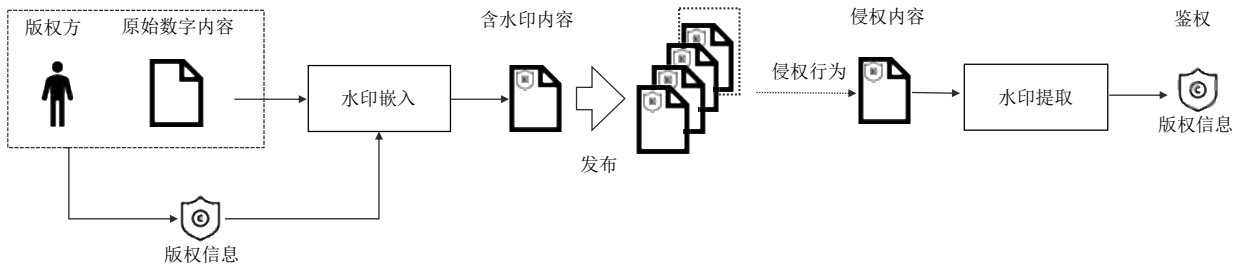 版权方
原始数字内容
水印嵌入
版权信息
含水印内容
发布
侵权行为
侵权内容
水印提取
鉴权
版权信息